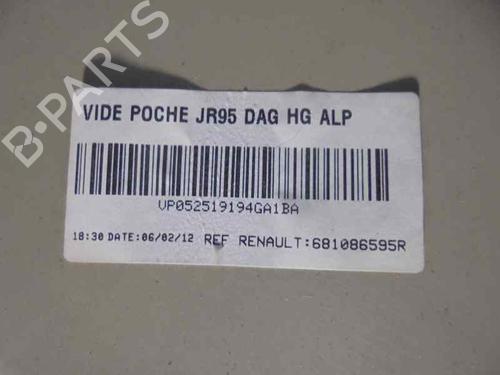 B-PARTS
VIDE POCHE JR95 DAG HG ALP
VP052519194GA1BA
18:30 DATE:06/02/12 REF RENAULT:681086595R